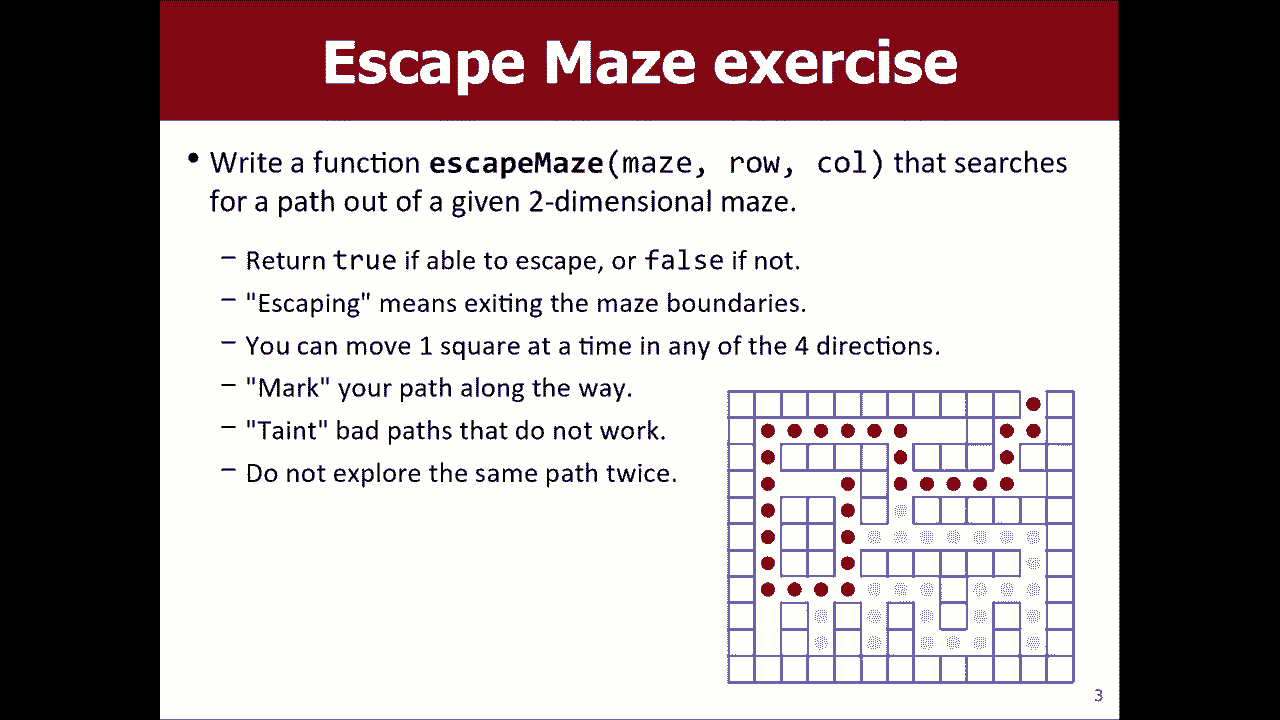 Escape Maze exercise
• Write a function escapeMaze(maze, row, col) that searches
for a path out of a given 2-dimensional maze.
– Return true if able to escape, or false if not.
– "Escaping" means exiting the maze boundaries.
– You can move 1 square at a time in any of the 4 directions.
– "Mark" your path along the way.
– "Taint" bad paths that do not work.
– Do not explore the same path twice.
3